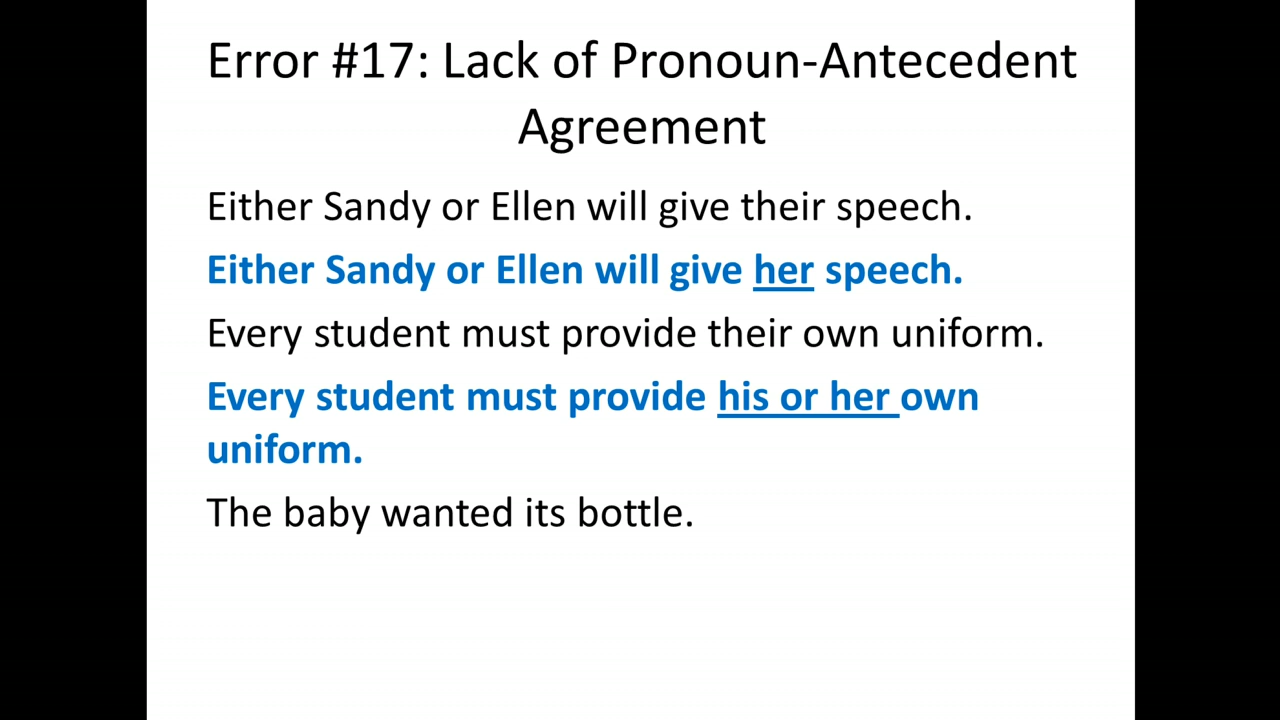 Error #17: Lack of Pronoun-Antecedent
Agreement
Either Sandy or Ellen will give their speech.
Either Sandy or Ellen will give her speech.
Every student must provide their own uniform.
Every student must provide his or her own
uniform.
The baby wanted its bottle.